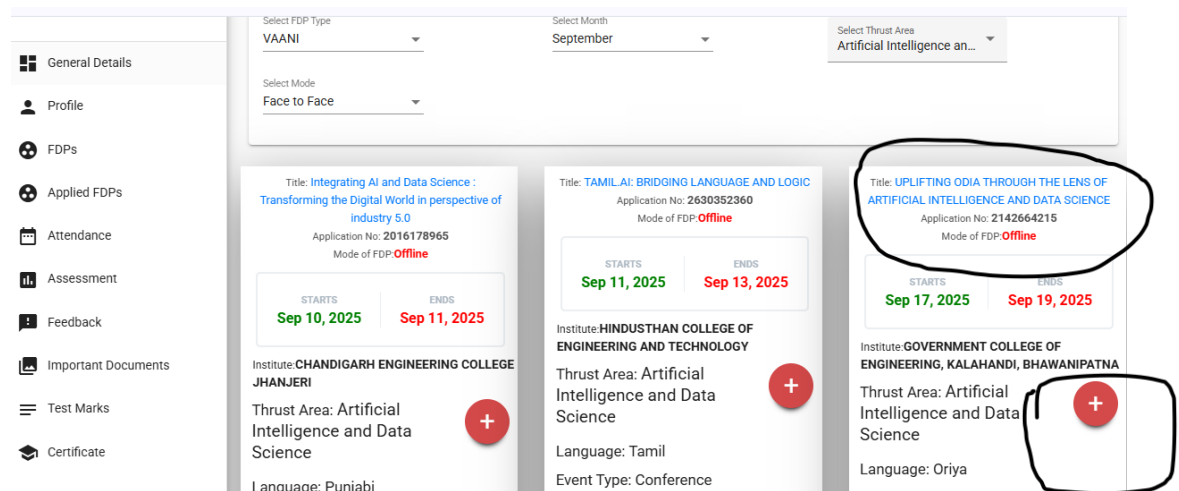 Select FDP Type
VAANI
Select Month
September
Select Thrust Area
Artificial Intelligence an...
Select Mode
Face to Face
General Details
Profile
FDPs
Applied FDPs
Attendance
Assessment
Feedback
Important Documents
Test Marks
Certificate
Title: Integrating AI and Data Science :
Transforming the Digital World in perspective of
industry 5.0
Application No: 2016178965
Mode of FDP:Offline
STARTS
Sep 10, 2025
ENDS
Sep 11, 2025
Institute:CHANDIGARH ENGINEERING COLLEGE
JHANJERI
Thrust Area: Artificial
Intelligence and Data
Science
Language: Punjabi
Title: TAMIL.AI: BRIDGING LANGUAGE AND LOGIC
Application No: 2630352360
Mode of FDP:Offline
STARTS
Sep 11, 2025
ENDS
Sep 13, 2025
Institute:HINDUSTHAN COLLEGE OF
ENGINEERING AND TECHNOLOGY
Thrust Area: Artificial
Intelligence and Data
Science
Language: Tamil
Event Type: Conference
Title: UPLIFTING ODIA THROUGH THE LENS OF
ARTIFICIAL INTELLIGENCE AND DATA SCIENCE
Application No: 2142664215
Mode of FDP:Offline
STARTS
Sep 17, 2025
ENDS
Sep 19, 2025
Institute:GOVERNMENT COLLEGE OF
ENGINEERING, KALAHANDI, BHAWANIPATNA
Thrust Area: Artificial
Intelligence and Data
Science
Language: Oriya